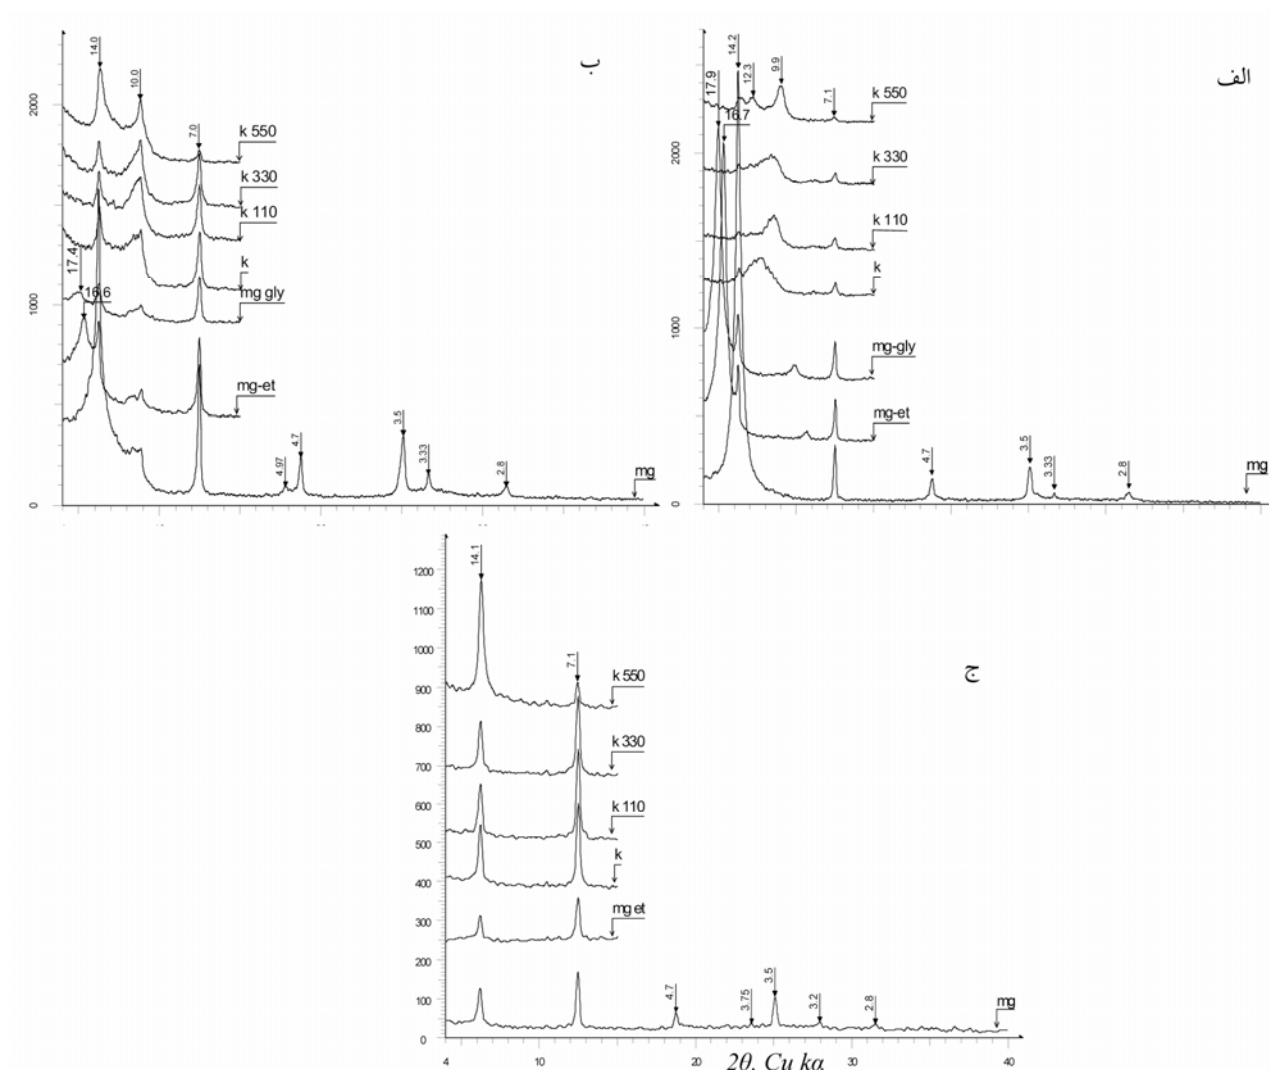 ب
14.0
10.0
7.0
2000
1000
0
k 550
k 330
k 110
k
17.4
16.6
mg gly
mg-et
4.97
4.7
3.5
3.33
2.8
mg
الف
14.2
17.9
12.3
9.9
7.1
16.7
2000
1000
0
k 550
k 330
k 110
k
mg-gly
mg-et
4.7
3.5
3.33
2.8
mg
ج
14.1
7.1
1200
1100
1000
900
800
700
600
500
400
300
200
100
0
k 550
k 330
k 110
k
mg et
4.7
3.75
3.5
3.2
2.8
mg
4 10 20 30 40
2θ. Cu kα